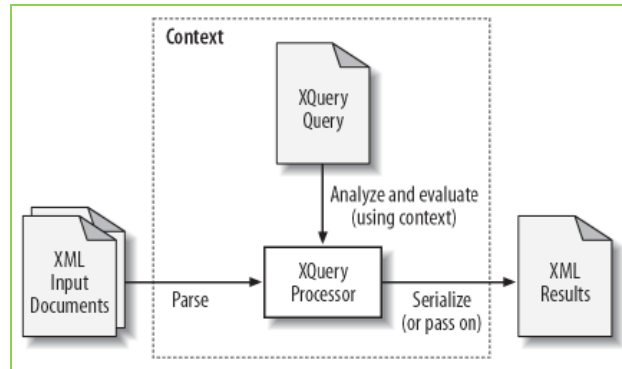 Context
XQuery
Query
Analyze and evaluate
(using context)
XML
Input
Documents
Parse
XQuery
Processor
Serialize
(or pass on)
XML
Results